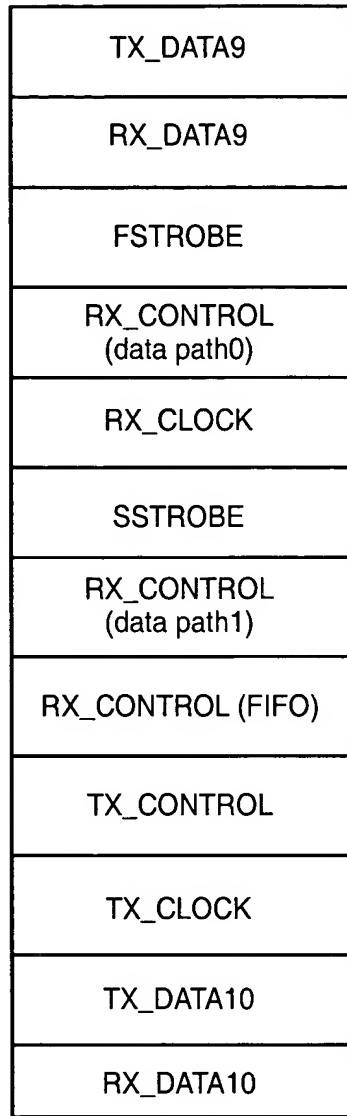 TX_DATA9
RX_DATA9
FSTROBE
RX_CONTROL
(data path0)
RX_CLOCK
SSTROBE
RX_CONTROL
(data path1)
RX_CONTROL (FIFO)
TX_CONTROL
TX_CLOCK
TX_DATA10
RX_DATA10